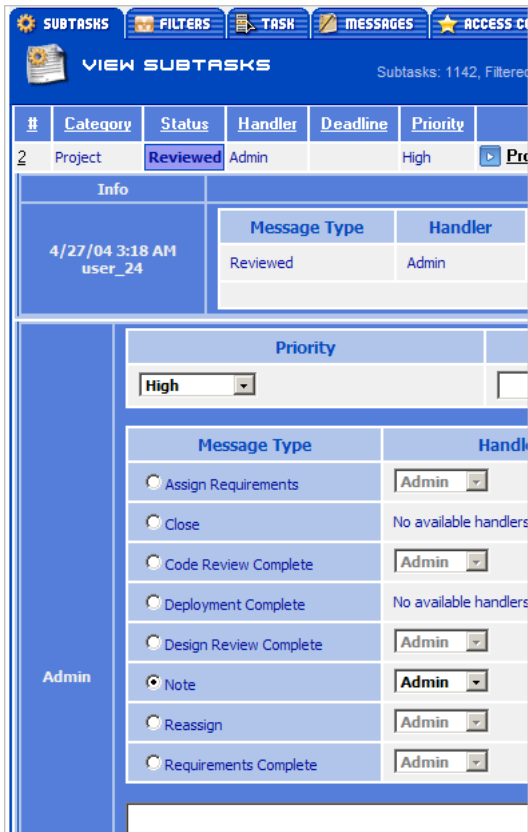 SUBTASKS FILTERS TASK MESSAGES ACCESS
VIEW SUBTASKS
Subtasks: 1142, Filtered
# Category Status Handler Deadline Priority
2 Project Reviewed Admin High
Info
Message Type Handler
4/27/04 3:18 AM
user_24
Reviewed Admin
Priority
High
Message Type
Assign Requirements Admin
Close No available handlers
Code Review Complete Admin
Deployment Complete No available handlers
Design Review Complete Admin
Admin
Note Admin
Reassign Admin
Requirements Complete Admin